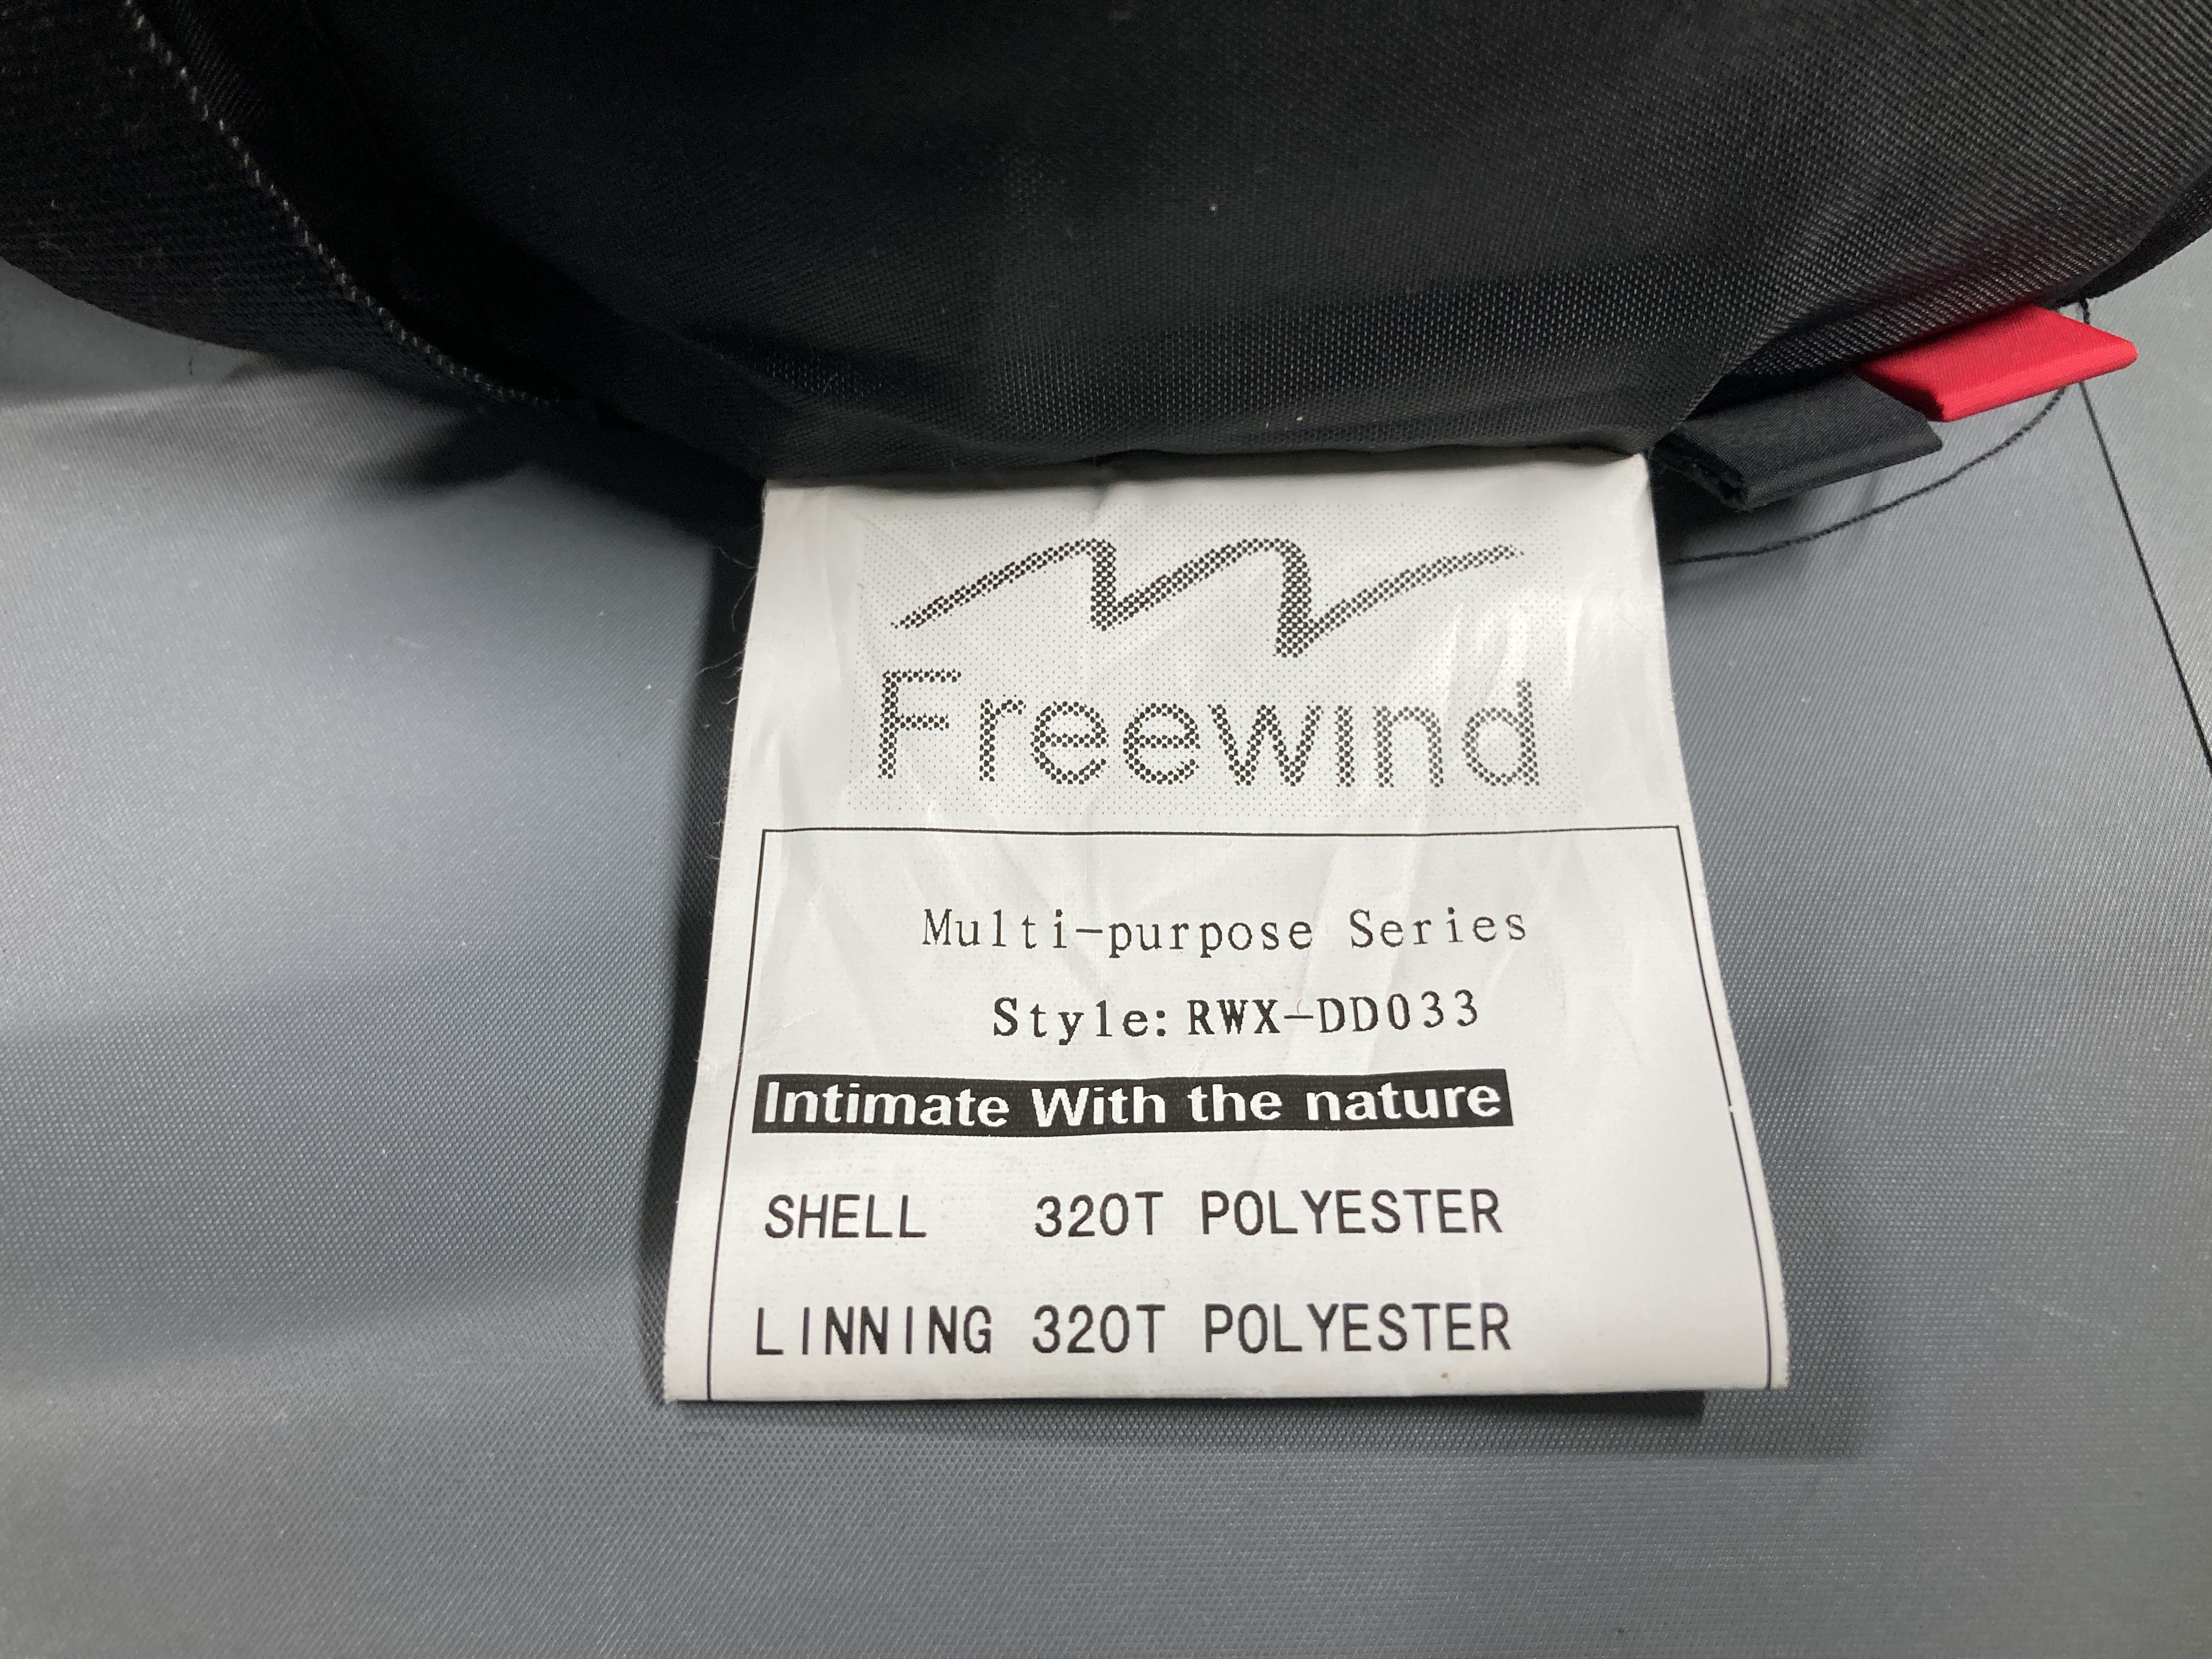 Freewind
Multi-purpose Series
Style: RWX-DD033
Intimate With the nature
SHELL 320T POLYESTER
LINNING 320T POLYESTER